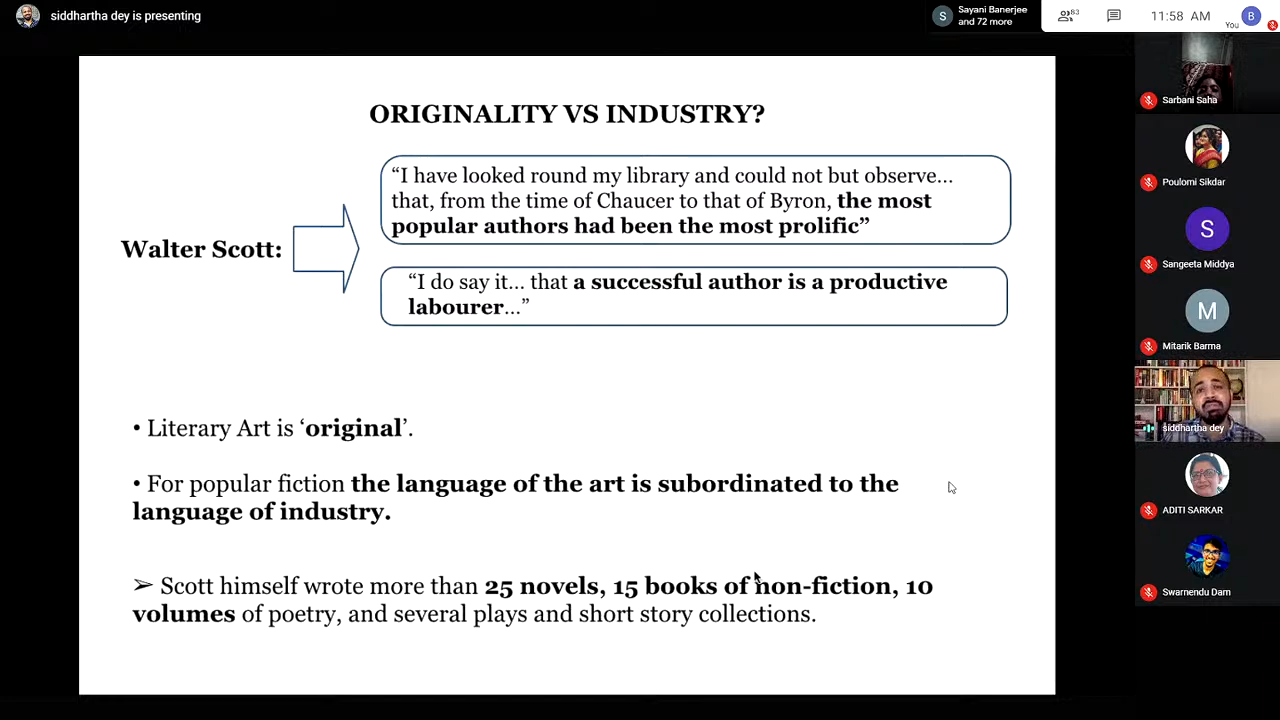 siddhartha dey is presenting
S
Sayani Banerjee
and 72 more
83
11:58 AM
You
B
ORIGINALITY VS INDUSTRY?
Walter Scott:
“I have looked round my library and could not but observe…
that, from the time of Chaucer to that of Byron, the most
popular authors had been the most prolific”
“I do say it… that a successful author is a productive
labourer…”
• Literary Art is ‘original’.
• For popular fiction the language of the art is subordinated to the
language of industry.
➢ Scott himself wrote more than 25 novels, 15 books of non-fiction, 10
volumes of poetry, and several plays and short story collections.
Sarbani Saha
Poulomi Sikdar
S
Sangeeta Middya
M
Mitarik Barma
siddhartha dey
ADITI SARKAR
Swarnendu Dam